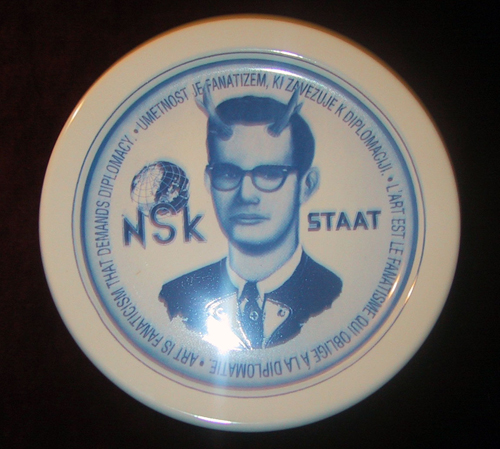 • UMETNOST JE FANATIZEM, KI ZAVEZUJE K DIPLOMACIJI.
• L'ART EST LE FANATISME QUI OBLIGE À LA DIPLOMATIE
• ART IS FANATICISM THAT DEMANDS DIPLOMACY.
NSK STAAT